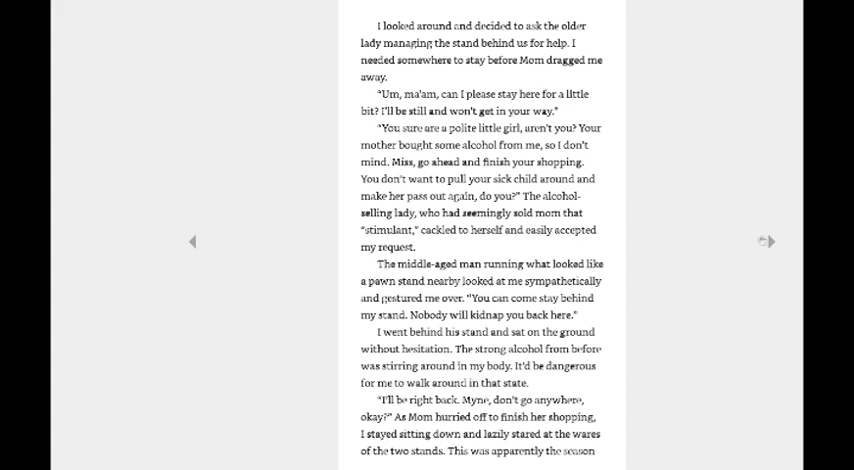 I looked around and decided to ask the older
lady managing the stand behind us for help. I
needed somewhere to stay before Mom dragged me
away.
“Um, ma'am, can I please stay here for a little
bit? I'll be still and won't get in your way.”
“You sure are a polite little girl, aren't you? Your
mother bought some alcohol from me, so I don't
mind. Miss, go ahead and finish your shopping.
You don't want to pull your sick child around and
make her pass out again, do you?” The alcohol-
selling lady, who had seemingly sold mom that
“stimulant,” cackled to herself and easily accepted
my request.
The middle-aged man running what looked like
a pawn stand nearby looked at me sympathetically
and gestured me over. “You can come stay behind
my stand. Nobody will kidnap you back here.”
I went behind his stand and sat on the ground
without hesitation. The strong alcohol from before
was stirring around in my body. It'd be dangerous
for me to walk around in that state.
“I'll be right back. Myne, don't go anywhere,
okay?” As Mom hurried off to finish her shopping,
I stayed sitting down and lazily stared at the wares
of the two stands. This was apparently the season